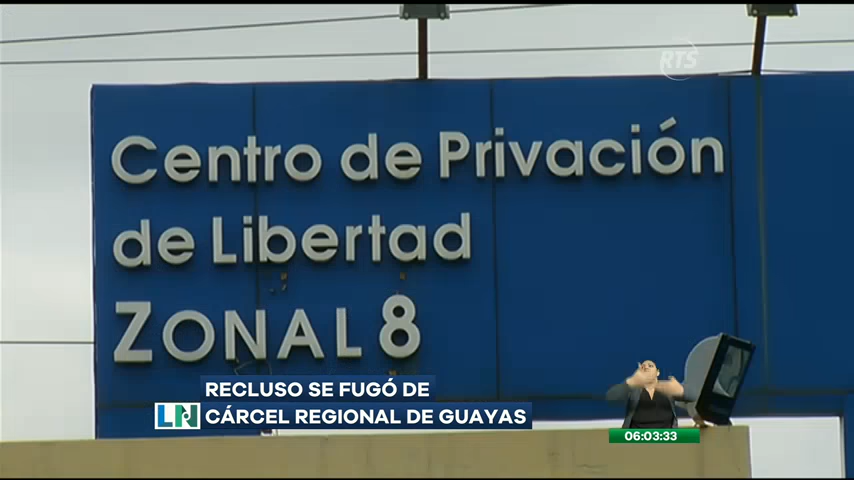 RTS
Centro de Privación
de Libertad
ZONAL 8
RECLUSO SE FUGÓ DE
LN CÁRCEL REGIONAL DE GUAYAS
06:03:33